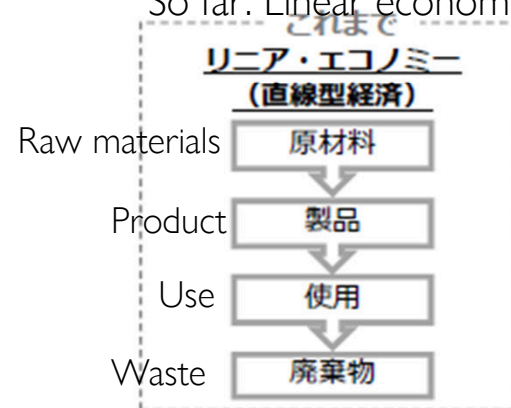 So far: Linear econom
これまで
リニア・エコノミー
(直線型経済)
Raw materials 原材料
Product 製品
Use 使用
Waste 廃棄物